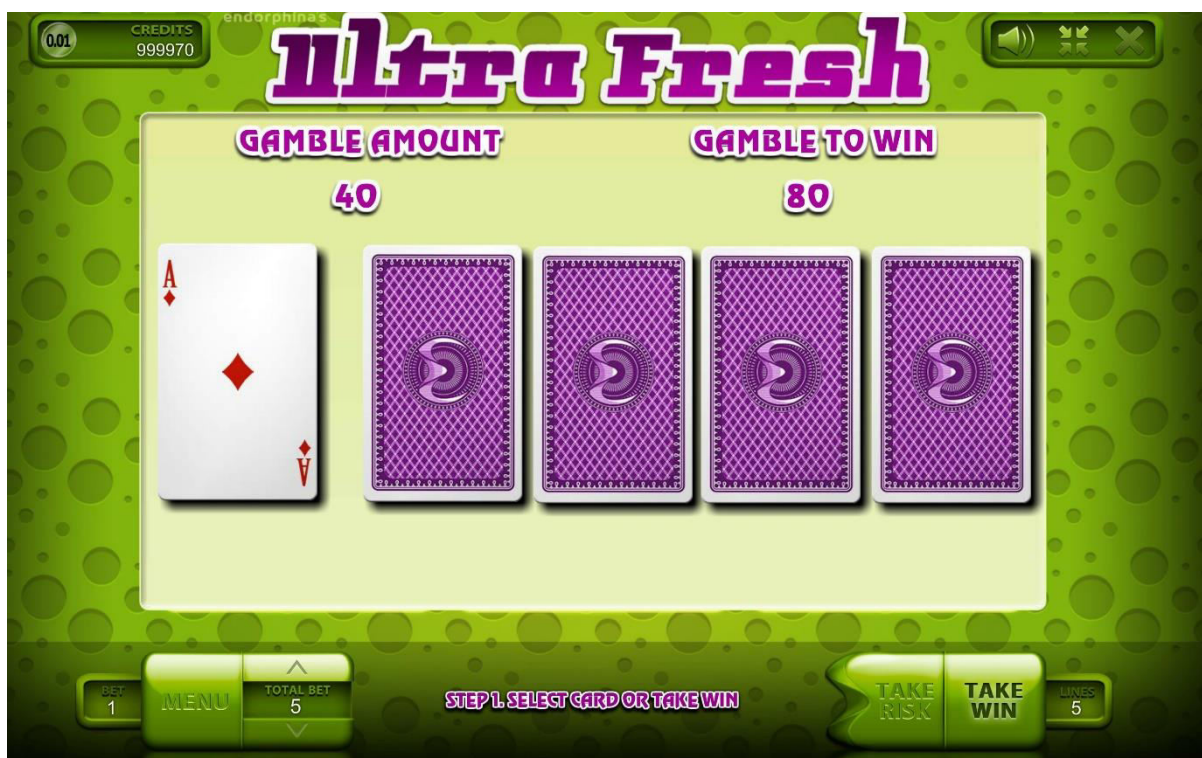 endorphina's
Ultra Fresh
0.01
CREDITS
999970
GAMBLE AMOUNT
GAMBLE TO WIN
40
80
A
A
BET
1
MENU
TOTAL BET
5
STEP 1. SELECT CARD OR TAKE WIN
TAKE
RISK
TAKE
WIN
LINES
5